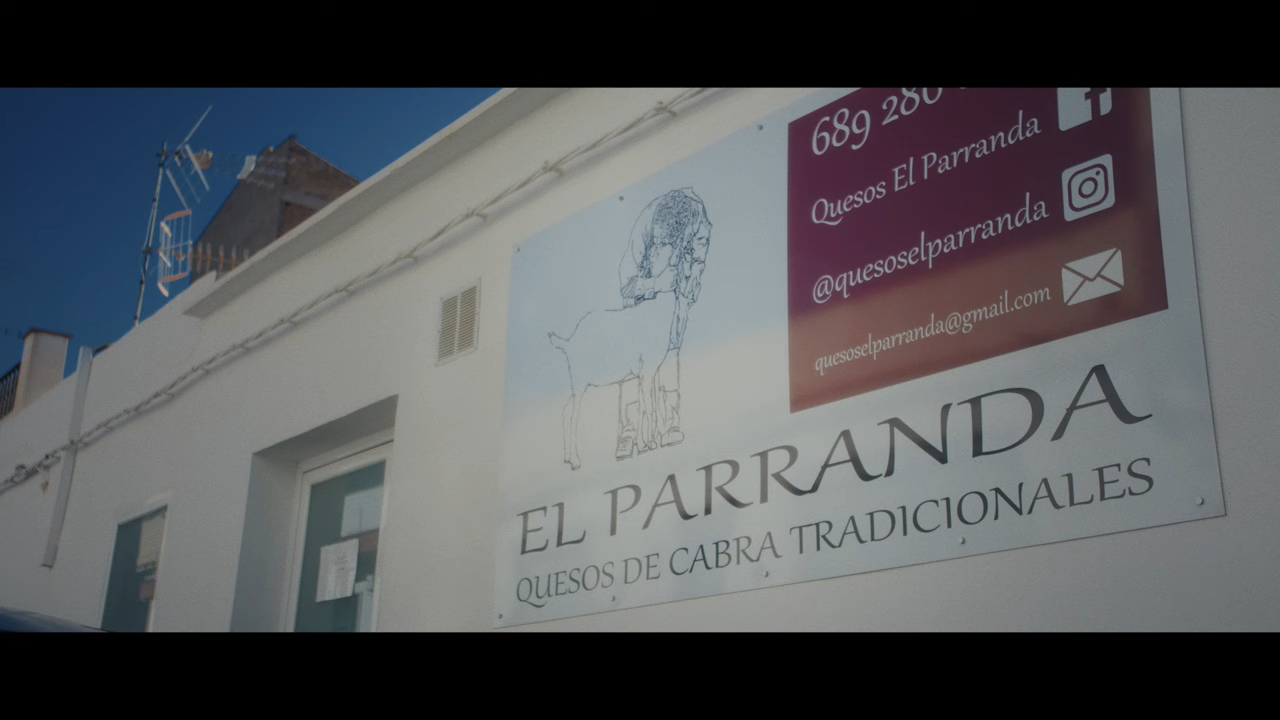 689 280
Quesos El Parranda
@quesoselparranda
quesoselparranda@gmail.com
EL PARRANDA
QUESOS DE CABRA TRADICIONALES